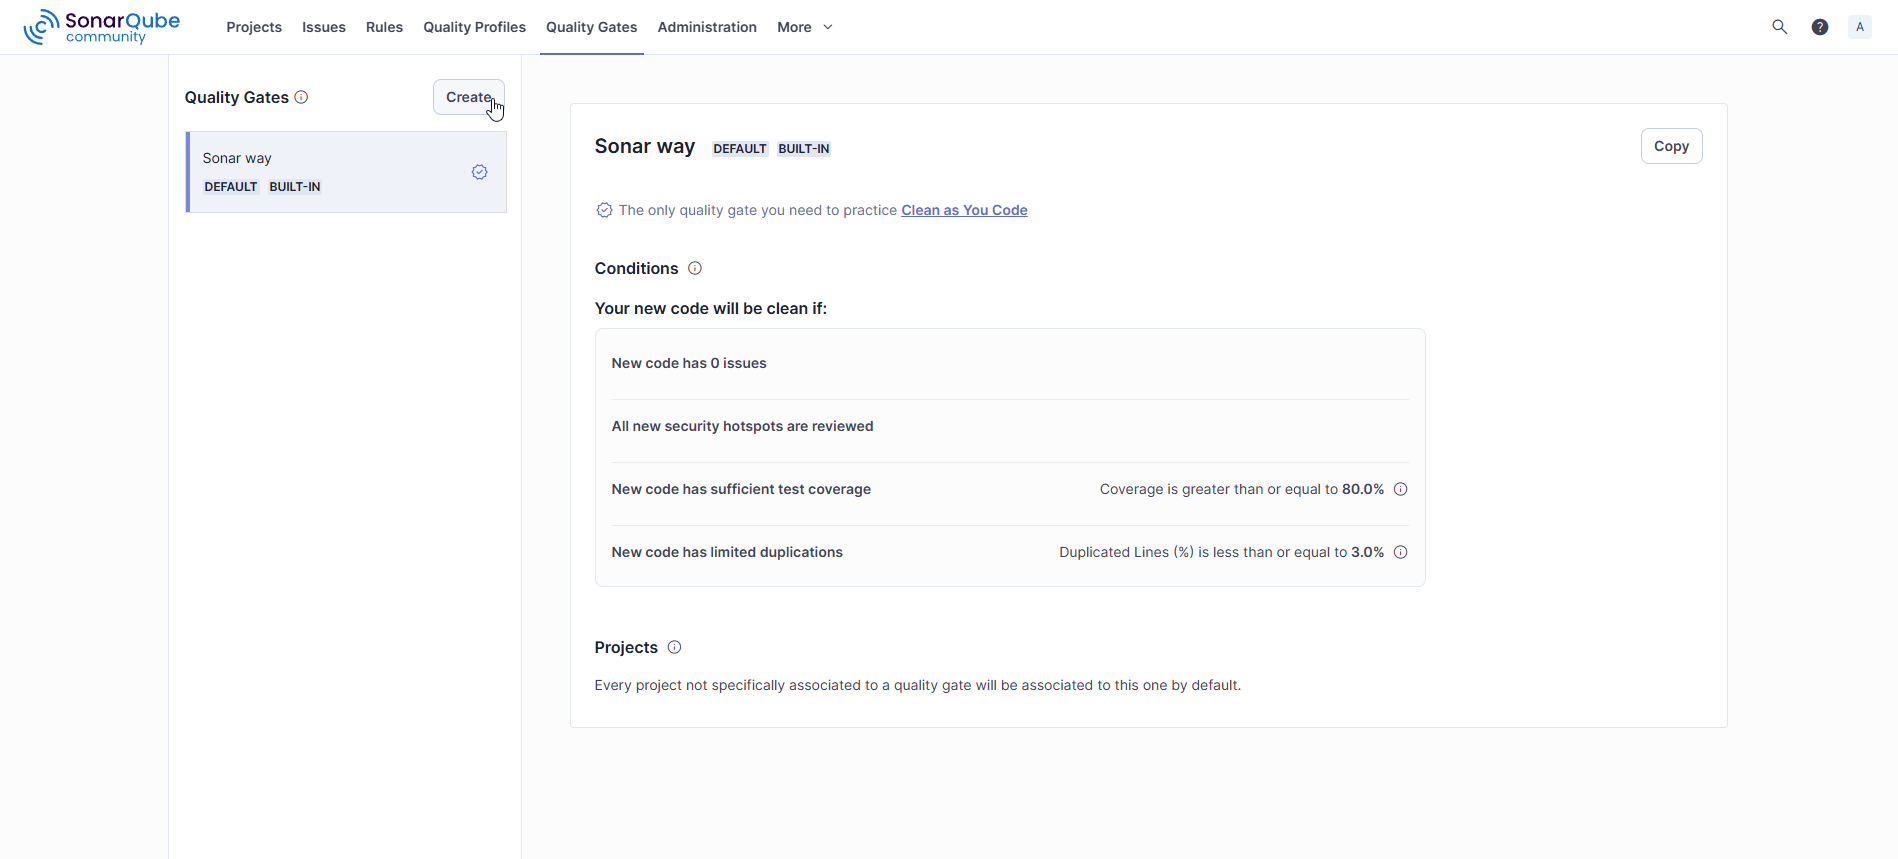 SonarQube
community
Projects Issues Rules Quality Profiles Quality Gates Administration More
? A
Quality Gates
Create
Sonar way
DEFAULT BUILT-IN
Sonar way DEFAULT BUILT-IN
Copy
The only quality gate you need to practice Clean as You Code
Conditions
Your new code will be clean if:
New code has 0 issues
All new security hotspots are reviewed
New code has sufficient test coverage Coverage is greater than or equal to 80.0%
New code has limited duplications Duplicated Lines (%) is less than or equal to 3.0%
Projects
Every project not specifically associated to a quality gate will be associated to this one by default.